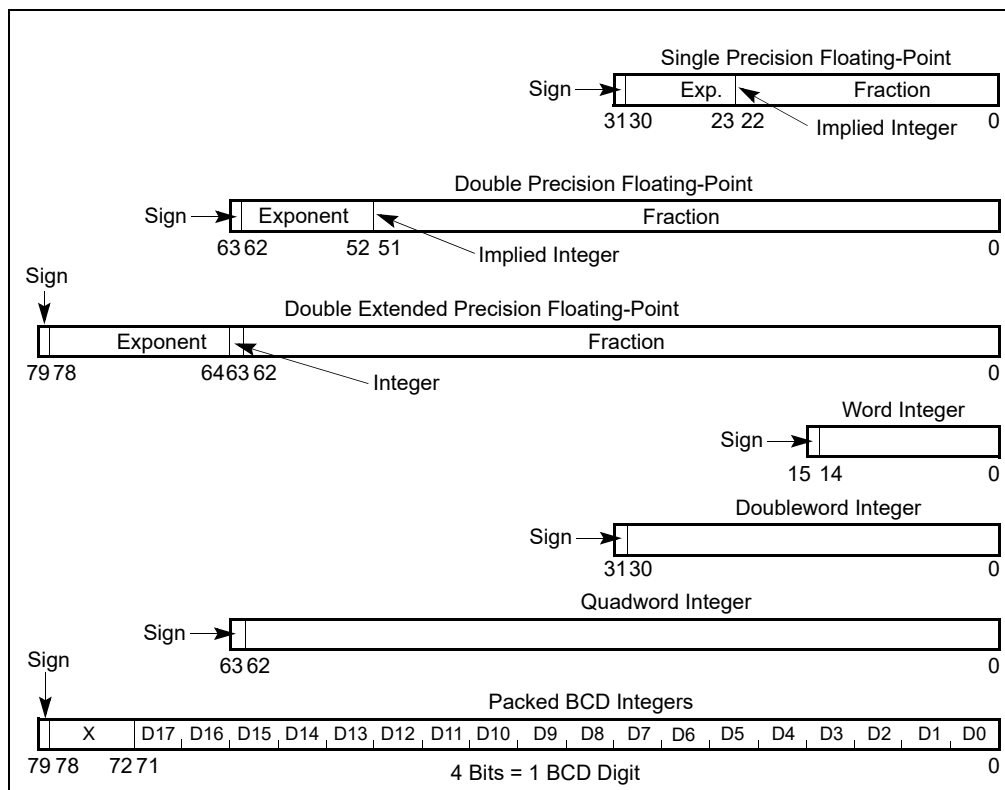 Single Precision Floating-Point
Sign Exp. Fraction
31 30 23 22 Implied Integer 0
Double Precision Floating-Point
Sign Exponent Fraction
63 62 52 51 Implied Integer 0
Sign
Double Extended Precision Floating-Point
Exponent Fraction
79 78 64 63 62 Integer 0
Word Integer
Sign
15 14 0
Doubleword Integer
Sign
31 30 0
Quadword Integer
Sign
63 62 0
Sign
Packed BCD Integers
X D17 D16 D15 D14 D13 D12 D11 D10 D9 D8 D7 D6 D5 D4 D3 D2 D1 D0
79 78 72 71 4 Bits = 1 BCD Digit 0